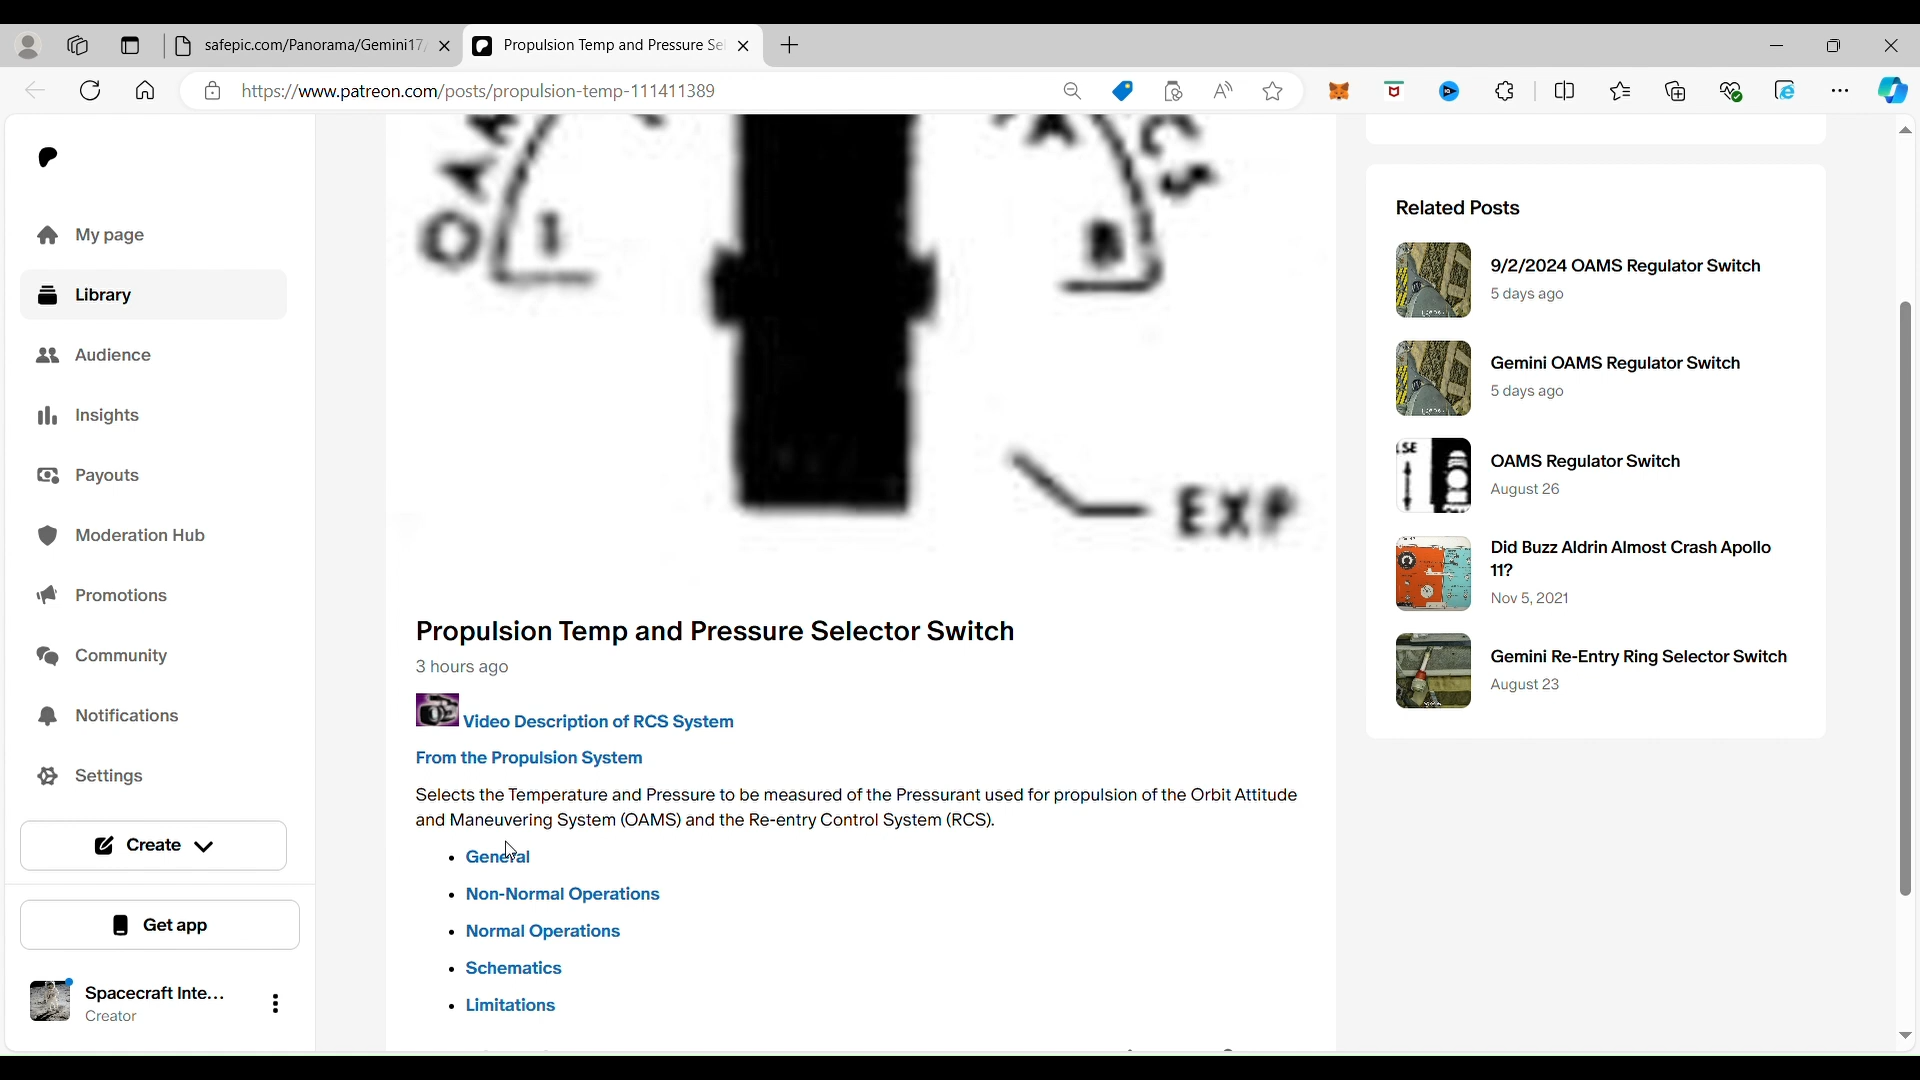 safepic.com/Panorama/Gemini17
Propulsion Temp and Pressure Se
https://www.patreon.com/posts/propulsion-temp-111411389
My page
Library
Audience
Insights
Payouts
Moderation Hub
Promotions
Community
Notifications
Settings
Create
Get app
Spacecraft Inte...
Creator
I
B
EXP
Propulsion Temp and Pressure Selector Switch
3 hours ago
Video Description of RCS System
From the Propulsion System
Selects the Temperature and Pressure to be measured of the Pressurant used for propulsion of the Orbit Attitude
and Maneuvering System (OAMS) and the Re-entry Control System (RCS).
• General
• Non-Normal Operations
• Normal Operations
• Schematics
• Limitations
Related Posts
9/2/2024 OAMS Regulator Switch
5 days ago
Gemini OAMS Regulator Switch
5 days ago
SE
OAMS Regulator Switch
August 26
Did Buzz Aldrin Almost Crash Apollo
11?
Nov 5, 2021
Gemini Re-Entry Ring Selector Switch
August 23